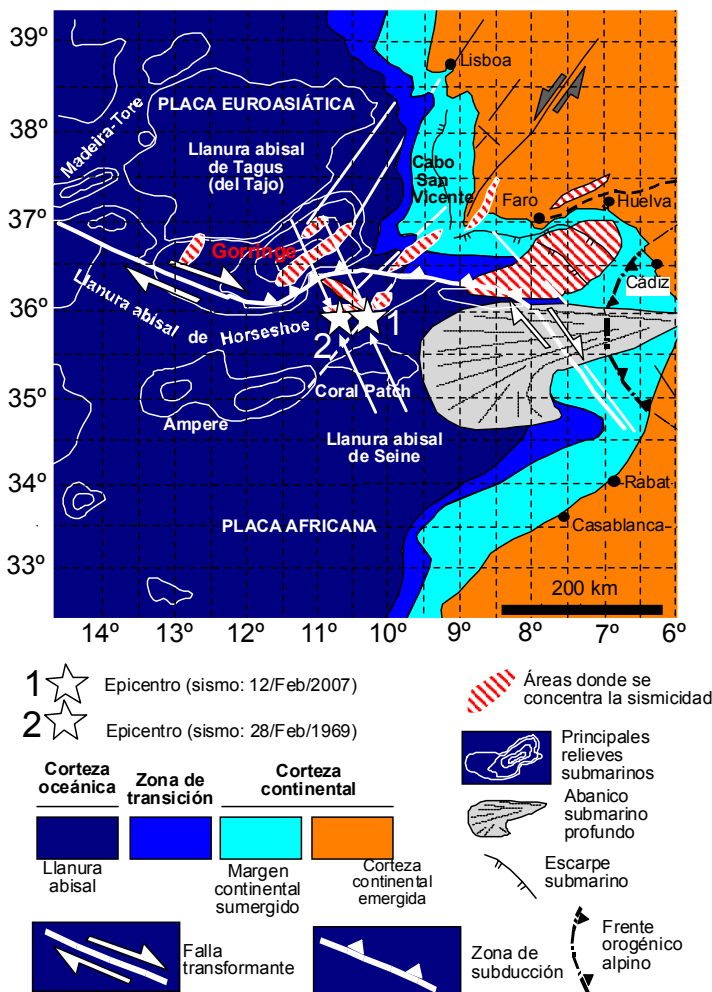 39º
38º
37º
36º
35º
34º
33º
Lisboa
PLACA EUROASIÁTICA
Madeira-Tore
Llanura abisal
de Tagus
(del Tajo)
Cabo
San
Vicente
Faro
Huelva
Gorringe
Cádiz
Llanura abisal de Horseshoe
1
2
Coral Patch
Ampere
Llanura abisal
de Seine
Rabat
PLACA AFRICANA
Casablanca
200 km
14º 13º 12º 11º 10º 9º 8º 7º 6º
1 Epicentro (sismo: 12/Feb/2007)
2 Epicentro (sismo: 28/Feb/1969)
Áreas donde se
concentra la sismicidad
Principales
relieves
submarinos
Corteza
oceánica
Zona de
transición
Corteza
continental
Llanura
abisal
Margen
continental
sumergido
Corteza
continental
emergida
Abanico
submarino
profundo
Escarpe
submarino
Falla
transformante
Zona de
subducción
Frente
orogénico
alpino